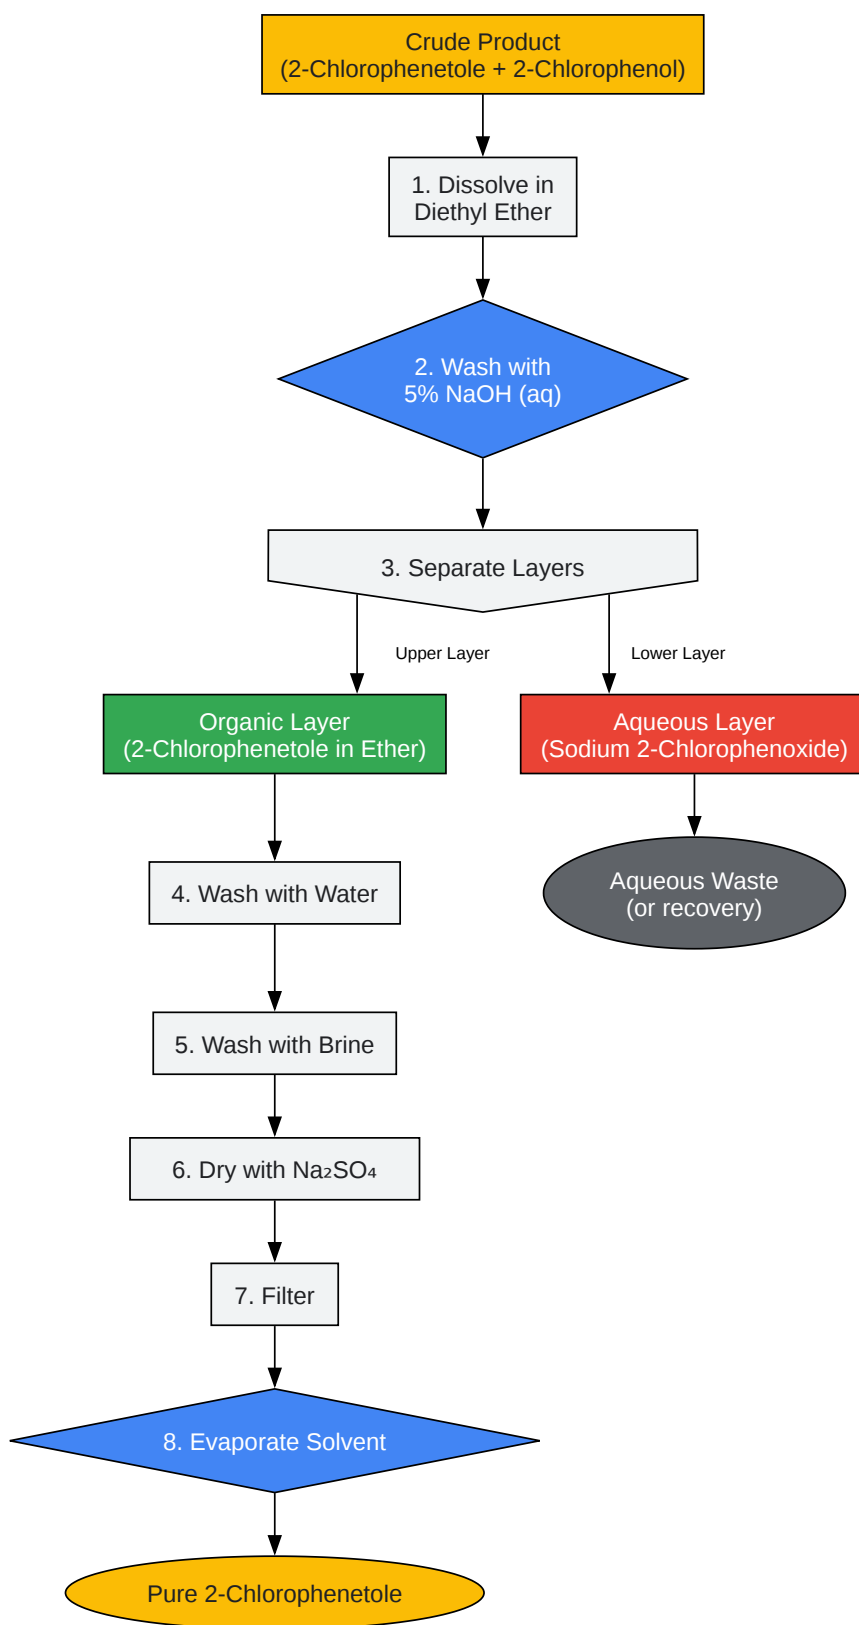 Crude Product
(2-Chlorophenetole + 2-Chlorophenol)
1. Dissolve in
Diethyl Ether
2. Wash with
5% NaOH (aq)
3. Separate Layers
Upper Layer
Lower Layer
Organic Layer
(2-Chlorophenetole in Ether)
Aqueous Layer
(Sodium 2-Chlorophenoxide)
4. Wash with Water
Aqueous Waste
(or recovery)
5. Wash with Brine
6. Dry with Na₂SO₄
7. Filter
8. Evaporate Solvent
Pure 2-Chlorophenetole